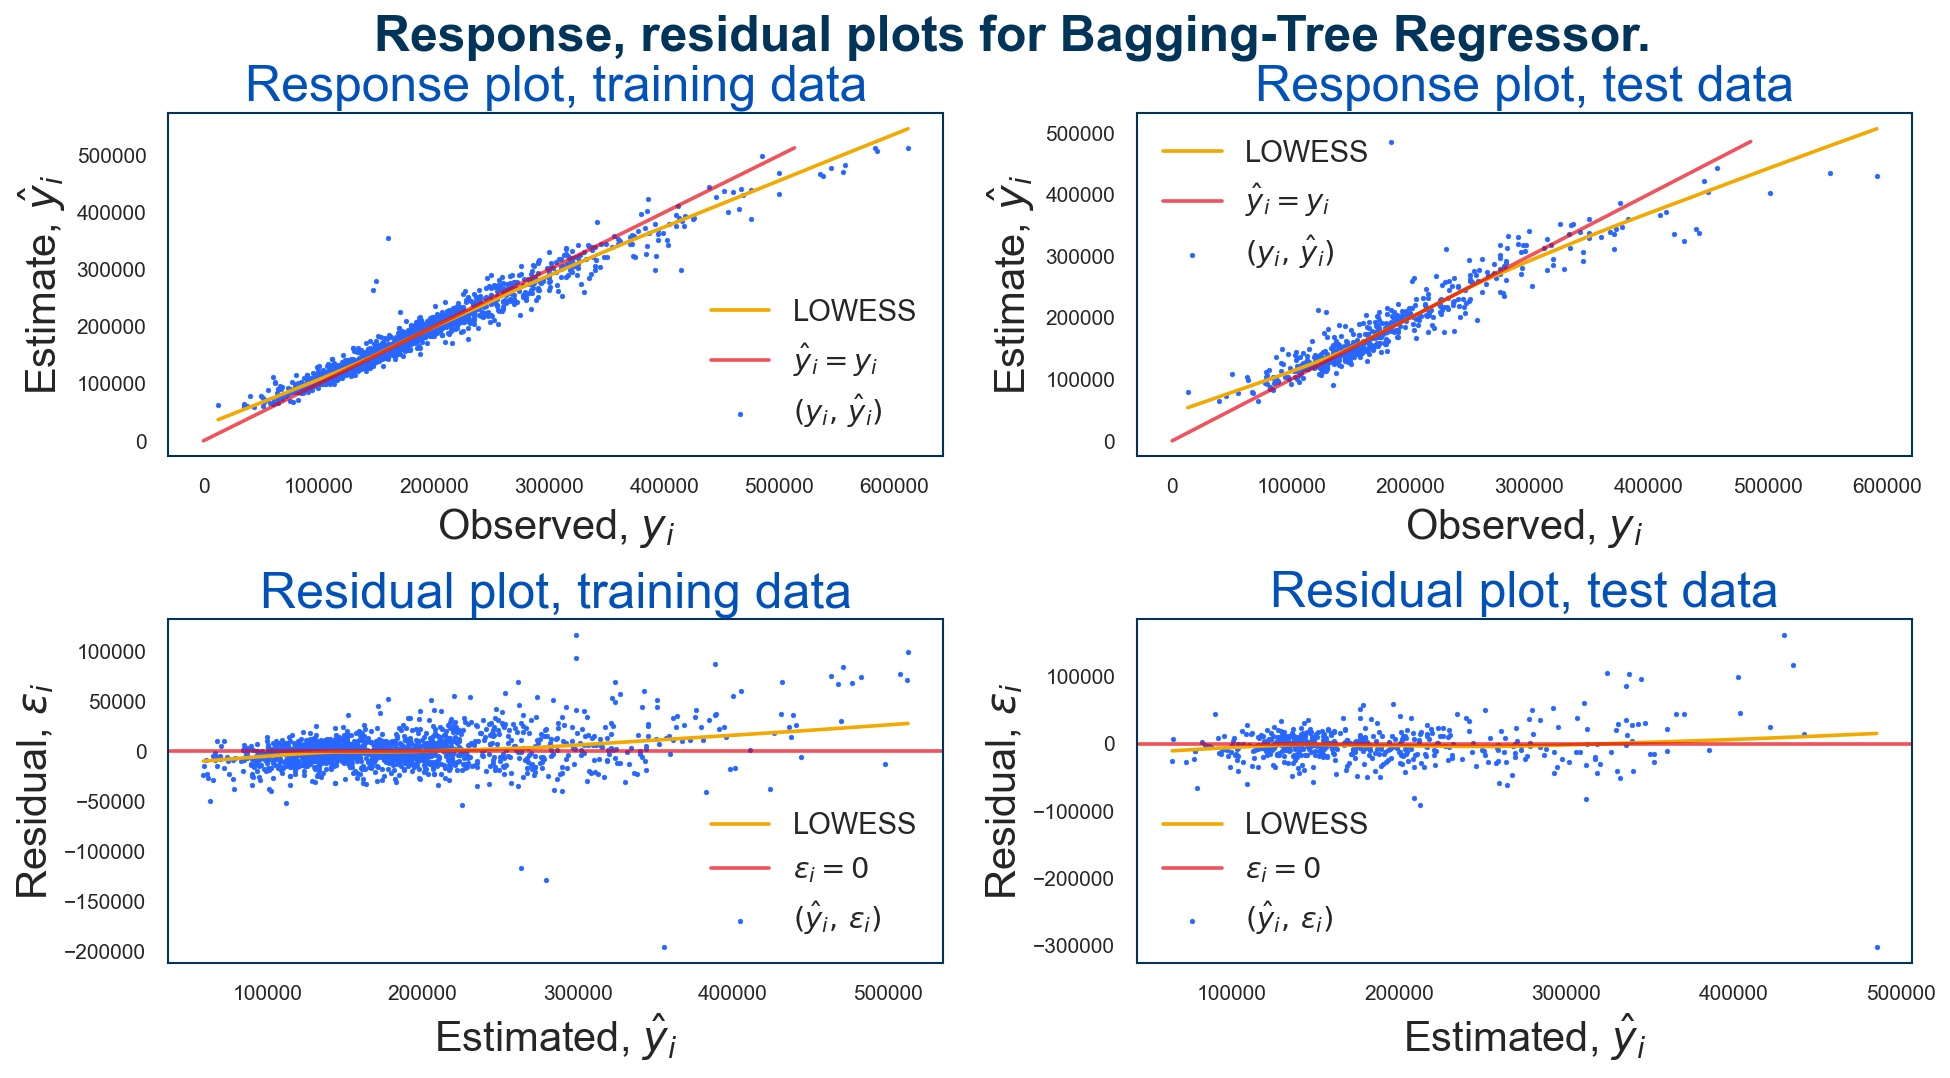 Response, residual plots for Bagging-Tree Regressor.
Response plot, training data
Estimate, ŷᵢ
500000
400000
300000
200000
100000
0
LOWESS
ŷᵢ = yᵢ
(yᵢ, ŷᵢ)
0 100000 200000 300000 400000 500000 600000
Observed, yᵢ
Response plot, test data
Estimate, ŷᵢ
500000
400000
300000
200000
100000
0
LOWESS
ŷᵢ = yᵢ
(yᵢ, ŷᵢ)
0 100000 200000 300000 400000 500000 600000
Observed, yᵢ
Residual plot, training data
Residual, εᵢ
100000
50000
0
−50000
−100000
−150000
−200000
LOWESS
εᵢ = 0
(ŷᵢ, εᵢ)
100000 200000 300000 400000 500000
Estimated, ŷᵢ
Residual plot, test data
Residual, εᵢ
100000
0
−100000
−200000
−300000
LOWESS
εᵢ = 0
(ŷᵢ, εᵢ)
100000 200000 300000 400000 500000
Estimated, ŷᵢ